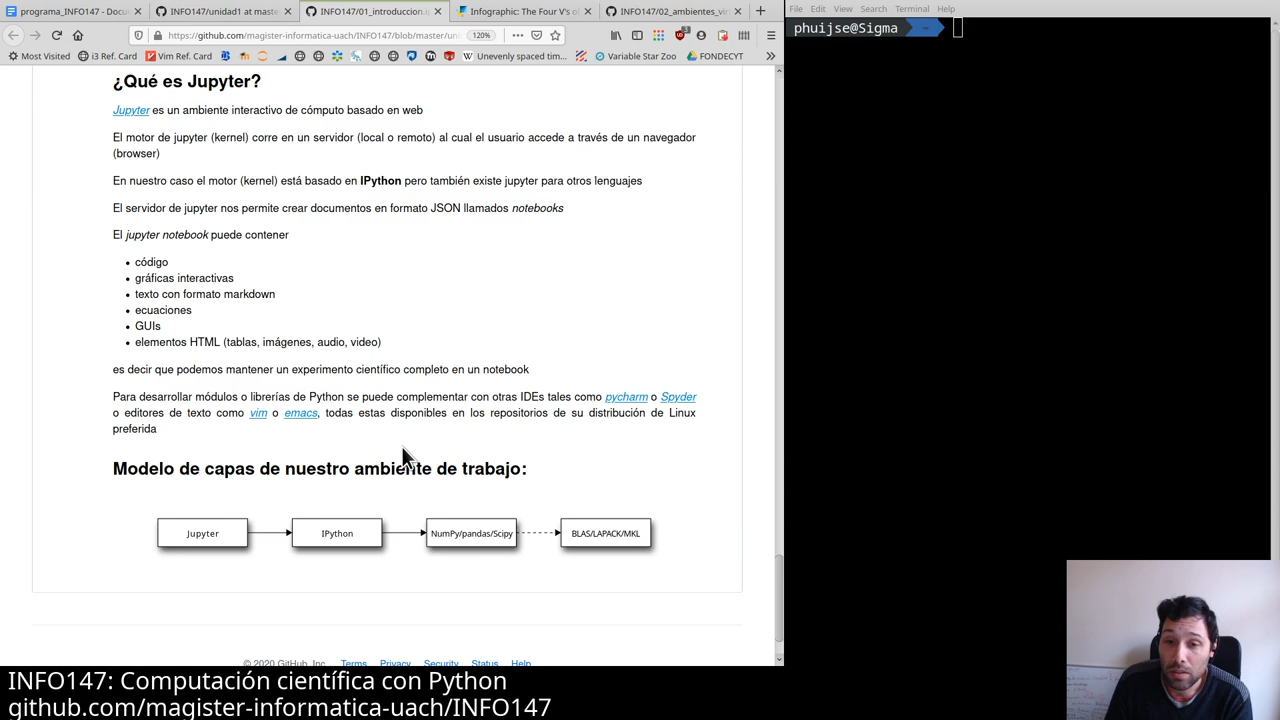 programa_INFO147 - Docu
INFO147/unidad1 at maste
INFO147/01_introduccion.i
Infographic: The Four V's o
INFO147/02_ambientes_vir
File Edit View Search Terminal Help
https://github.com/magister-informatica-uach/INFO147/blob/master/uni
120%
Most Visited
i3 Ref. Card
Vim Ref. Card
Unevenly spaced tim...
Variable Star Zoo
FONDECYT
phuijse@Sigma ~
¿Qué es Jupyter?
Jupyter es un ambiente interactivo de cómputo basado en web
El motor de jupyter (kernel) corre en un servidor (local o remoto) al cual el usuario accede a través de un navegador
(browser)
En nuestro caso el motor (kernel) está basado en IPython pero también existe jupyter para otros lenguajes
El servidor de jupyter nos permite crear documentos en formato JSON llamados notebooks
El jupyter notebook puede contener
• código
• gráficas interactivas
• texto con formato markdown
• ecuaciones
• GUIs
• elementos HTML (tablas, imágenes, audio, video)
es decir que podemos mantener un experimento científico completo en un notebook
Para desarrollar módulos o librerías de Python se puede complementar con otras IDEs tales como pycharm o Spyder
o editores de texto como vim o emacs, todas estas disponibles en los repositorios de su distribución de Linux
preferida
Modelo de capas de nuestro ambiente de trabajo:
Jupyter
IPython
NumPy/pandas/Scipy
BLAS/LAPACK/MKL
© 2020 GitHub, Inc. Terms Privacy Security Status Help
INFO147: Computación científica con Python
github.com/magister-informatica-uach/INFO147